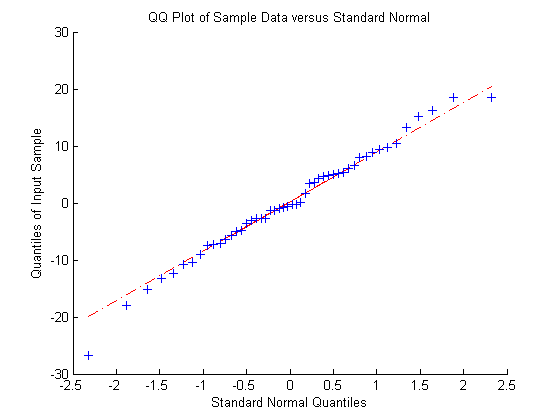 QQ Plot of Sample Data versus Standard Normal
30
20
10
0
-10
-20
-30
Quantiles of Input Sample
-2.5 -2 -1.5 -1 -0.5 0 0.5 1 1.5 2 2.5
Standard Normal Quantiles